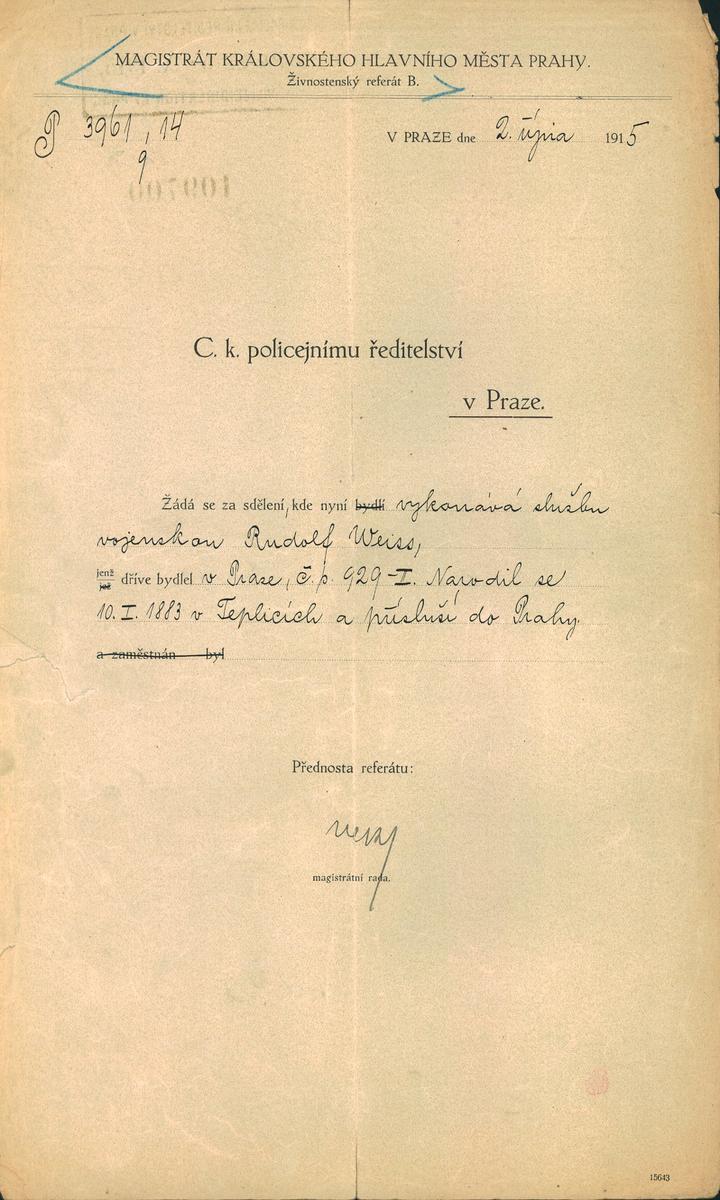 MAGISTRÁT KRÁLOVSKÉHO HLAVNÍHO MĚSTA PRAHY.
Živnostenský referát B.
P 3961, 14
9
V PRAZE dne 2. října 1915
109700
C. k. policejnímu ředitelství
v Praze.
Žádá se za sdělení, kde nyní bydlí vykonává službu
vojenskou Rudolf Weiss,
jenž
jež
dříve bydlel v Praze, č.p. 929-I. Narodil se
10. I. 1883 v Teplicích a přísluší do Prahy.
a zaměstnán byl
Přednosta referátu:
magistrátní rada.
15643